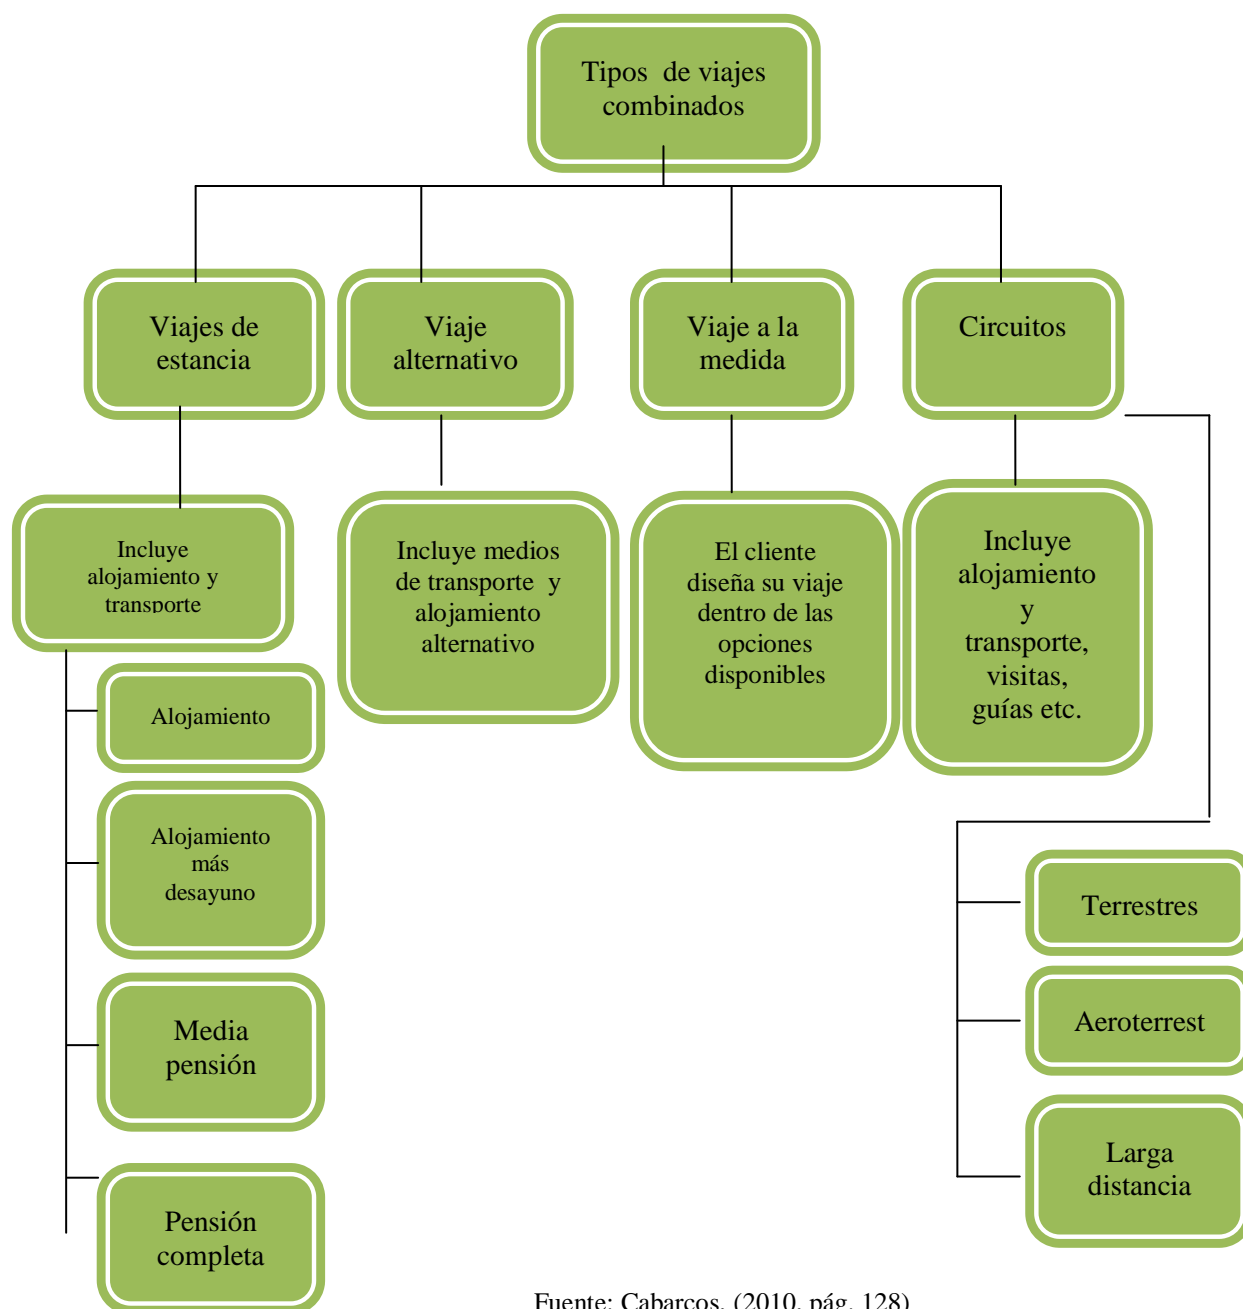 Tipos de viajes
combinados
Viajes de
estancia
Viaje
alternativo
Viaje a la
medida
Circuitos
Incluye
alojamiento y
transporte
Incluye medios
de transporte y
alojamiento
alternativo
El cliente
diseña su viaje
dentro de las
opciones
disponibles
Incluye
alojamiento
y
transporte,
visitas,
guías etc.
Alojamiento
Alojamiento
más
desayuno
Media
pensión
Pensión
completa
Terrestres
Aeroterrest
Larga
distancia
Fuente: Cabarcos, (2010, pág. 128)